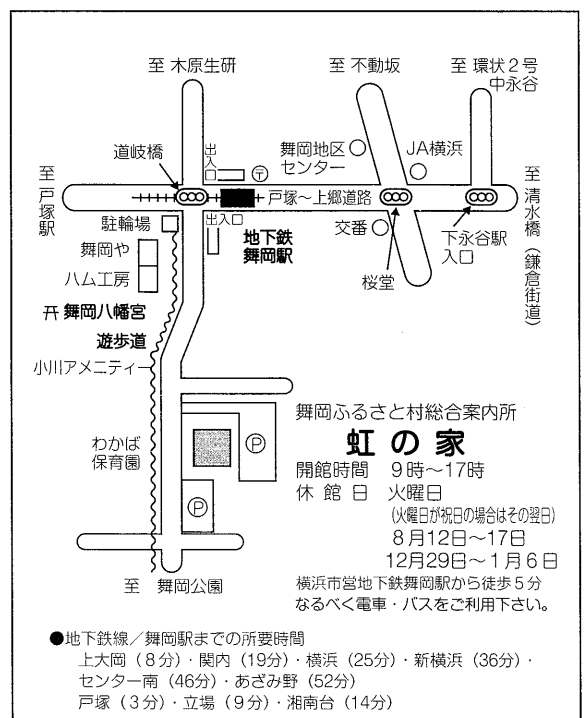 至 木原生研
至 不動坂
至 環状２号
中永谷
道岐橋
出入口
〒
舞岡地区
センター
JA横浜
至 戸塚駅
戸塚～上郷道路
至 清水橋（鎌倉街道）
駐輪場
出入口
地下鉄
舞岡駅
交番
桜堂
下永谷駅
入口
舞岡や
ハム工房
舞岡八幡宮
遊歩道
小川アメニティー
わかば
保育園
P
P
至 舞岡公園
舞岡ふるさと村総合案内所
虹の家
開館時間 ９時～17時
休館日 火曜日
(火曜日が祝日の場合はその翌日)
８月12日～17日
12月29日～１月６日
横浜市営地下鉄舞岡駅から徒歩５分
なるべく電車・バスをご利用下さい。
●地下鉄線／舞岡駅までの所要時間
上大岡（８分）・関内（19分）・横浜（25分）・新横浜（36分）・
センター南（46分）・あざみ野（52分）
戸塚（３分）・立場（９分）・湘南台（14分）